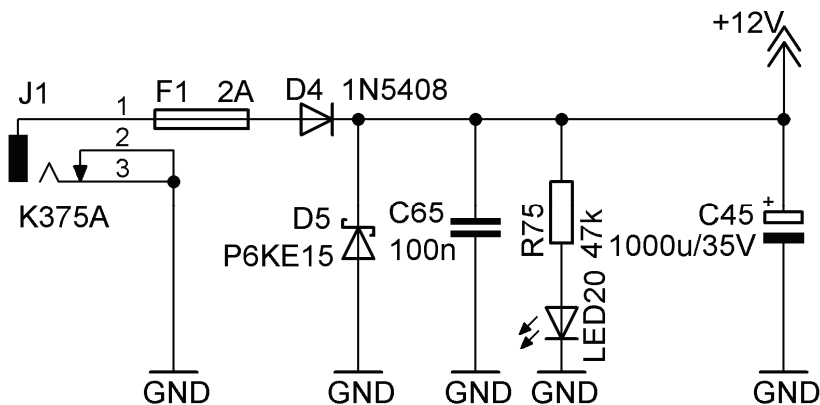 +12V
J1
1
F1 2A
D4 1N5408
2
3
K375A
D5
P6KE15
C65
100n
R75
47k
LED20
C45
+
1000u/35V
GND
GND
GND
GND
GND